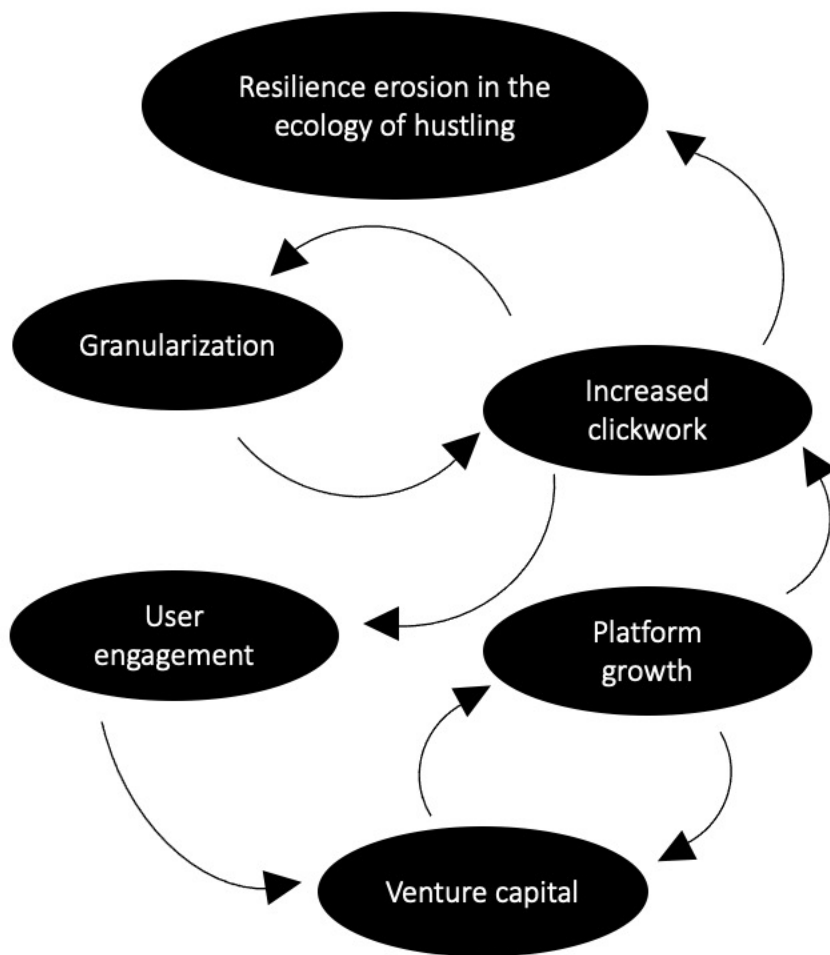 Resilience erosion in the
ecology of hustling
Granularization
Increased
clickwork
User
engagement
Platform
growth
Venture capital